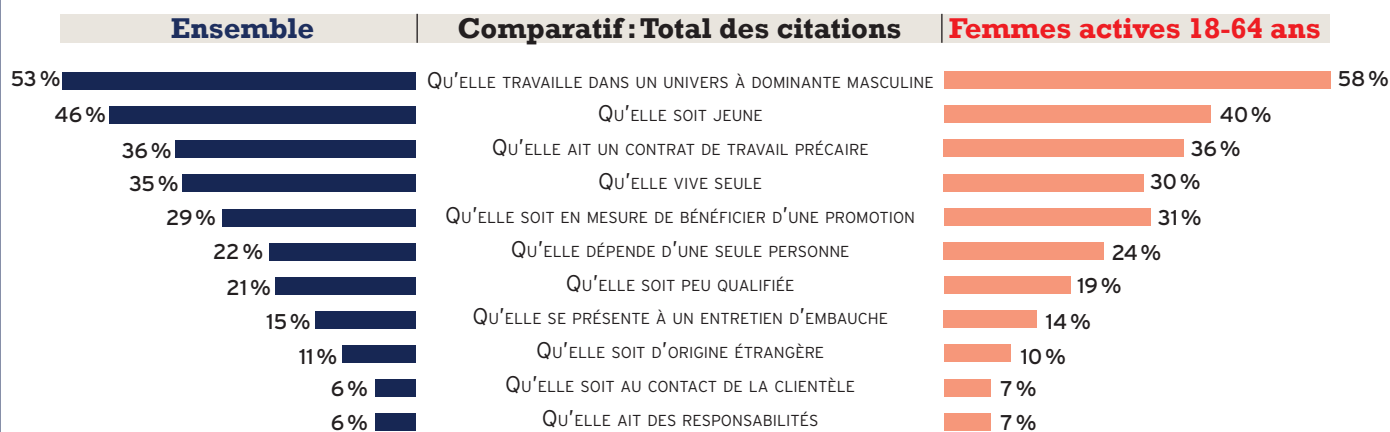 Ensemble Comparatif : Total des citations Femmes actives 18-64 ans
53 % Qu'elle travaille dans un univers à dominante masculine 58 %
46 % Qu'elle soit jeune 40 %
36 % Qu'elle ait un contrat de travail précaire 36 %
35 % Qu'elle vive seule 30 %
29 % Qu'elle soit en mesure de bénéficier d'une promotion 31 %
22 % Qu'elle dépende d'une seule personne 24 %
21 % Qu'elle soit peu qualifiée 19 %
15 % Qu'elle se présente à un entretien d'embauche 14 %
11 % Qu'elle soit d'origine étrangère 10 %
6 % Qu'elle soit au contact de la clientèle 7 %
6 % Qu'elle ait des responsabilités 7 %